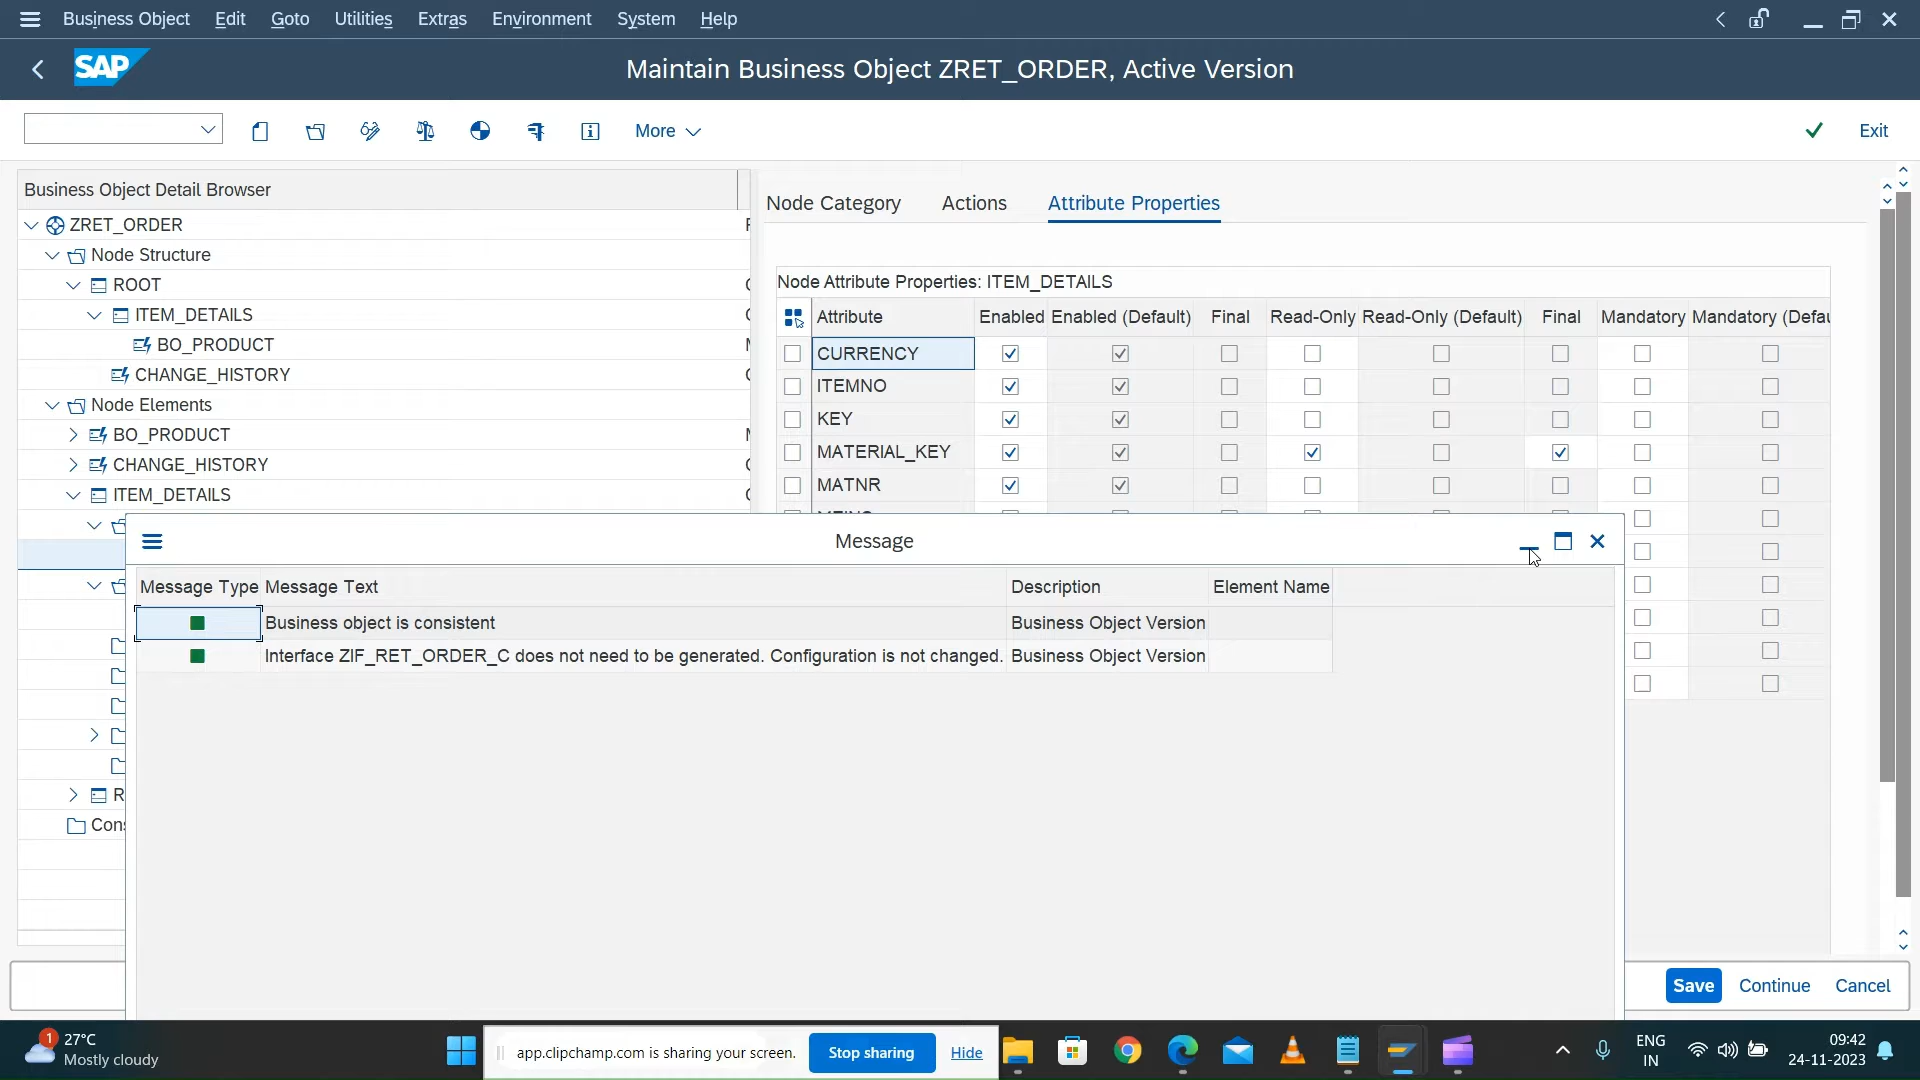 Business Object Edit Goto Utilities Extras Environment System Help
SAP
Maintain Business Object ZRET_ORDER, Active Version
More
Exit
Business Object Detail Browser
ZRET_ORDER
Node Structure
ROOT
ITEM_DETAILS
BO_PRODUCT
CHANGE_HISTORY
Node Elements
BO_PRODUCT
CHANGE_HISTORY
ITEM_DETAILS
R
Cons
Node Category Actions Attribute Properties
Node Attribute Properties: ITEM_DETAILS
Attribute Enabled Enabled (Default) Final Read-Only Read-Only (Default) Final Mandatory Mandatory (Defau
CURRENCY
ITEMNO
KEY
MATERIAL_KEY
MATNR
Message
Message Type Message Text Description Element Name
Business object is consistent Business Object Version
Interface ZIF_RET_ORDER_C does not need to be generated. Configuration is not changed. Business Object Version
Save Continue Cancel
1
27°C
Mostly cloudy
app.clipchamp.com is sharing your screen. Stop sharing Hide
ENG
IN
09:42
24-11-2023